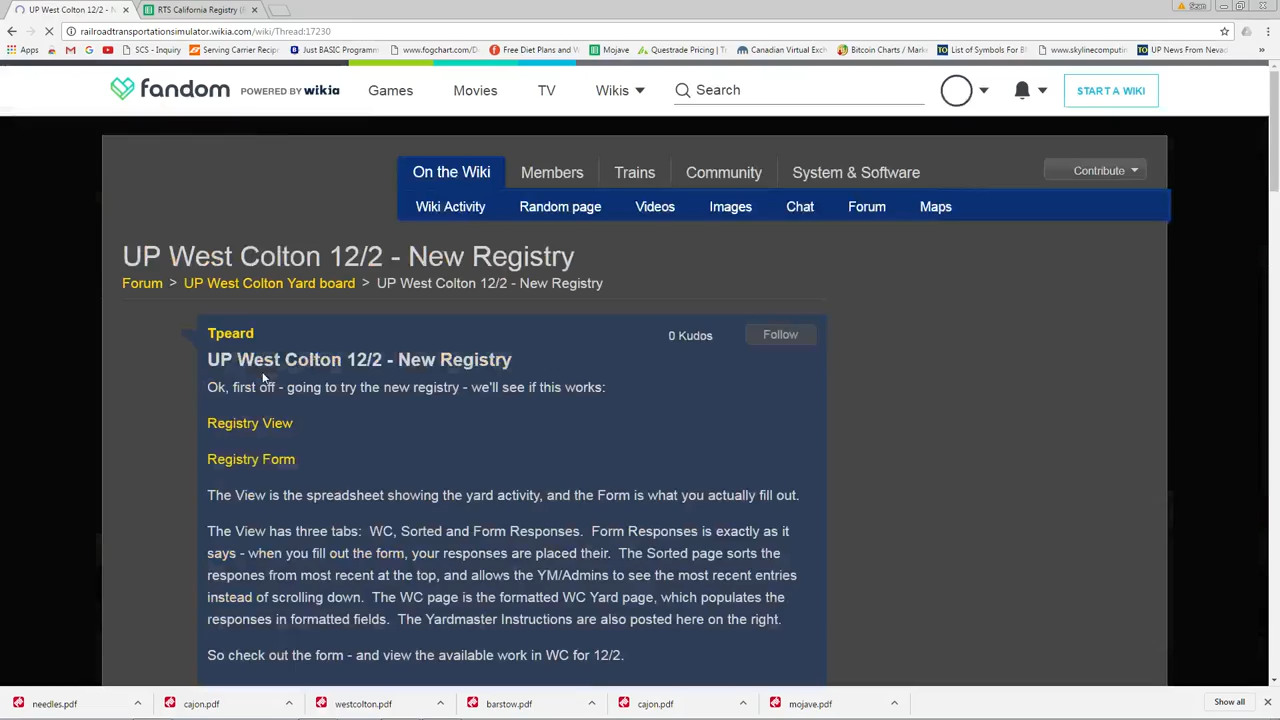 UP West Colton 12/2 - N
RTS California Registry (R
Sean
railroadtransportationsimulator.wikia.com/wiki/Thread:17230
Apps
SCS - Inquiry
Serving Carrier Recip
Just BASIC Programm
www.fogchart.com/D
Free Diet Plans and W
Mojave
Questrade Pricing |
Canadian Virtual Exc
Bitcoin Charts / Mark
List of Symbols For B
www.skylinecomputin
UP News From Nevad
fandom POWERED BY wikia
Games
Movies
TV
Wikis
Search
START A WIKI
On the Wiki
Members
Trains
Community
System & Software
Contribute
Wiki Activity
Random page
Videos
Images
Chat
Forum
Maps
UP West Colton 12/2 - New Registry
Forum > UP West Colton Yard board > UP West Colton 12/2 - New Registry
Tpeard
0 Kudos
Follow
UP West Colton 12/2 - New Registry
Ok, first off - going to try the new registry - we'll see if this works:
Registry View
Registry Form
The View is the spreadsheet showing the yard activity, and the Form is what you actually fill out.
The View has three tabs: WC, Sorted and Form Responses. Form Responses is exactly as it
says - when you fill out the form, your responses are placed their. The Sorted page sorts the
respones from most recent at the top, and allows the YM/Admins to see the most recent entries
instead of scrolling down. The WC page is the formatted WC Yard page, which populates the
responses in formatted fields. The Yardmaster Instructions are also posted here on the right.
So check out the form - and view the available work in WC for 12/2.
needles.pdf
cajon.pdf
westcolton.pdf
barstow.pdf
cajon.pdf
mojave.pdf
Show all